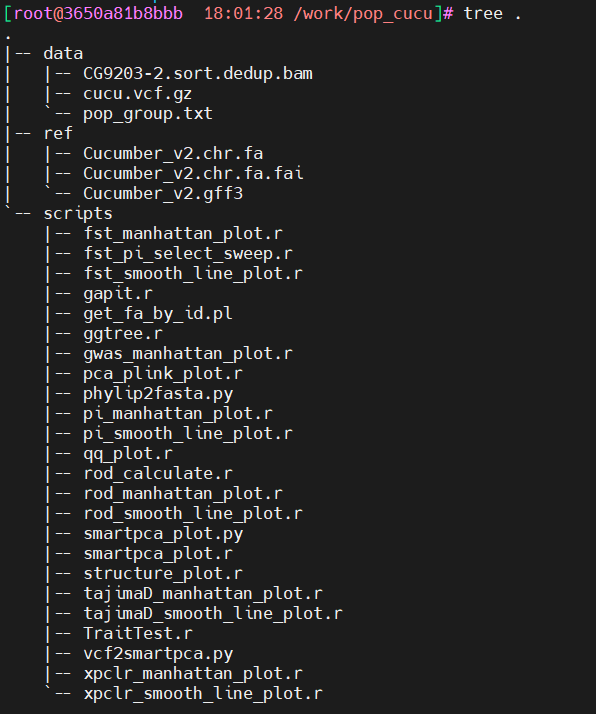 [root@3650a81b8bbb  18:01:28 /work/pop_cucu]# tree .
.
|-- data
|   |-- CG9203-2.sort.dedup.bam
|   |-- cucu.vcf.gz
|   `-- pop_group.txt
|-- ref
|   |-- Cucumber_v2.chr.fa
|   |-- Cucumber_v2.chr.fa.fai
|   `-- Cucumber_v2.gff3
`-- scripts
    |-- fst_manhattan_plot.r
    |-- fst_pi_select_sweep.r
    |-- fst_smooth_line_plot.r
    |-- gapit.r
    |-- get_fa_by_id.pl
    |-- ggtree.r
    |-- gwas_manhattan_plot.r
    |-- pca_plink_plot.r
    |-- phylip2fasta.py
    |-- pi_manhattan_plot.r
    |-- pi_smooth_line_plot.r
    |-- qq_plot.r
    |-- rod_calculate.r
    |-- rod_manhattan_plot.r
    |-- rod_smooth_line_plot.r
    |-- smartpca_plot.py
    |-- smartpca_plot.r
    |-- structure_plot.r
    |-- tajimaD_manhattan_plot.r
    |-- tajimaD_smooth_line_plot.r
    |-- TraitTest.r
    |-- vcf2smartpca.py
    |-- xpclr_manhattan_plot.r
    `-- xpclr_smooth_line_plot.r